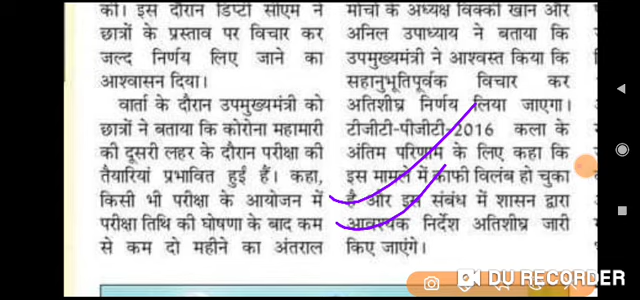 की। इस दौरान डिप्टी सीएम ने
छात्रों के प्रस्ताव पर विचार कर
जल्द निर्णय लिए जाने का
आश्वासन दिया।
वार्ता के दौरान उपमुख्यमंत्री को
छात्रों ने बताया कि कोरोना महामारी
की दूसरी लहर के दौरान परीक्षा की
तैयारियां प्रभावित हुई हैं। कहा,
किसी भी परीक्षा के आयोजन में
परीक्षा तिथि की घोषणा के बाद कम
से कम दो महीने का अंतराल
मोर्चा के अध्यक्ष विक्की खान और
अनिल उपाध्याय ने बताया कि
उपमुख्यमंत्री ने आश्वस्त किया कि
सहानुभूतिपूर्वक विचार कर
अतिशीघ्र निर्णय लिया जाएगा।
टीजीटी-पीजीटी-2016 कला के
अंतिम परिणाम के लिए कहा कि
इस मामले में काफी विलंब हो चुका
है और इस संबंध में शासन द्वारा
आवश्यक निर्देश अतिशीघ्र जारी
किए जाएंगे।
DU RECORDER